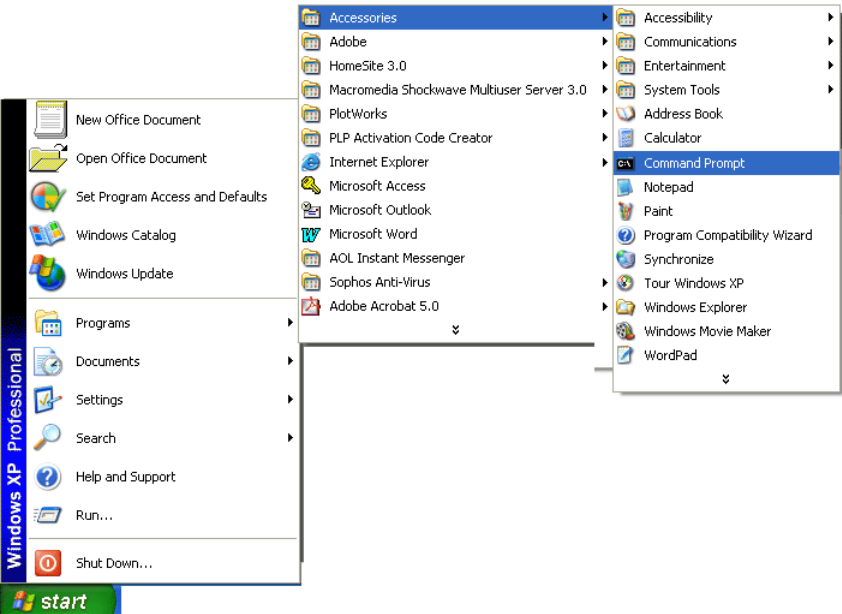 New Office Document
Open Office Document
Set Program Access and Defaults
Windows Catalog
Windows Update
Programs
Documents
Settings
Search
Help and Support
Run...
Shut Down...
Windows XP Professional
start
Accessories
Adobe
HomeSite 3.0
Macromedia Shockwave Multiuser Server 3.0
PlotWorks
PLP Activation Code Creator
Internet Explorer
Microsoft Access
Microsoft Outlook
Microsoft Word
AOL Instant Messenger
Sophos Anti-Virus
Adobe Acrobat 5.0
Accessibility
Communications
Entertainment
System Tools
Address Book
Calculator
Command Prompt
Notepad
Paint
Program Compatibility Wizard
Synchronize
Tour Windows XP
Windows Explorer
Windows Movie Maker
WordPad